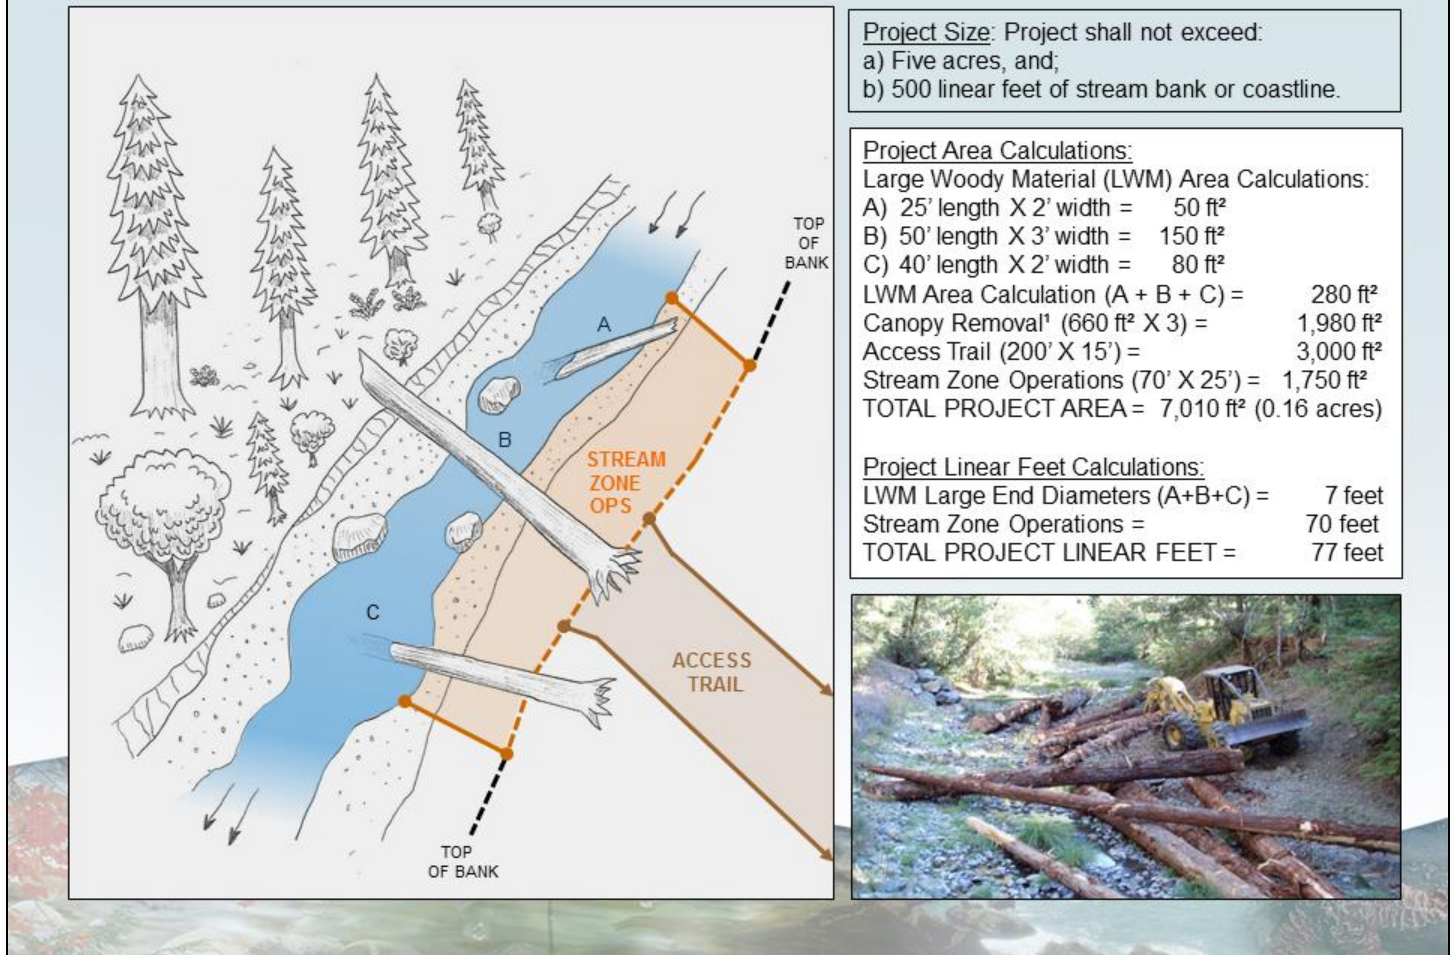 TOP
OF
BANK
A
B
STREAM
ZONE
OPS
C
ACCESS
TRAIL
TOP
OF BANK
Project Size: Project shall not exceed:
a) Five acres, and;
b) 500 linear feet of stream bank or coastline.
Project Area Calculations:
Large Woody Material (LWM) Area Calculations:
A) 25' length X 2' width = 50 ft²
B) 50' length X 3' width = 150 ft²
C) 40' length X 2' width = 80 ft²
LWM Area Calculation (A + B + C) = 280 ft²
Canopy Removal¹ (660 ft² X 3) = 1,980 ft²
Access Trail (200' X 15') = 3,000 ft²
Stream Zone Operations (70' X 25') = 1,750 ft²
TOTAL PROJECT AREA = 7,010 ft² (0.16 acres)
Project Linear Feet Calculations:
LWM Large End Diameters (A+B+C) = 7 feet
Stream Zone Operations = 70 feet
TOTAL PROJECT LINEAR FEET = 77 feet